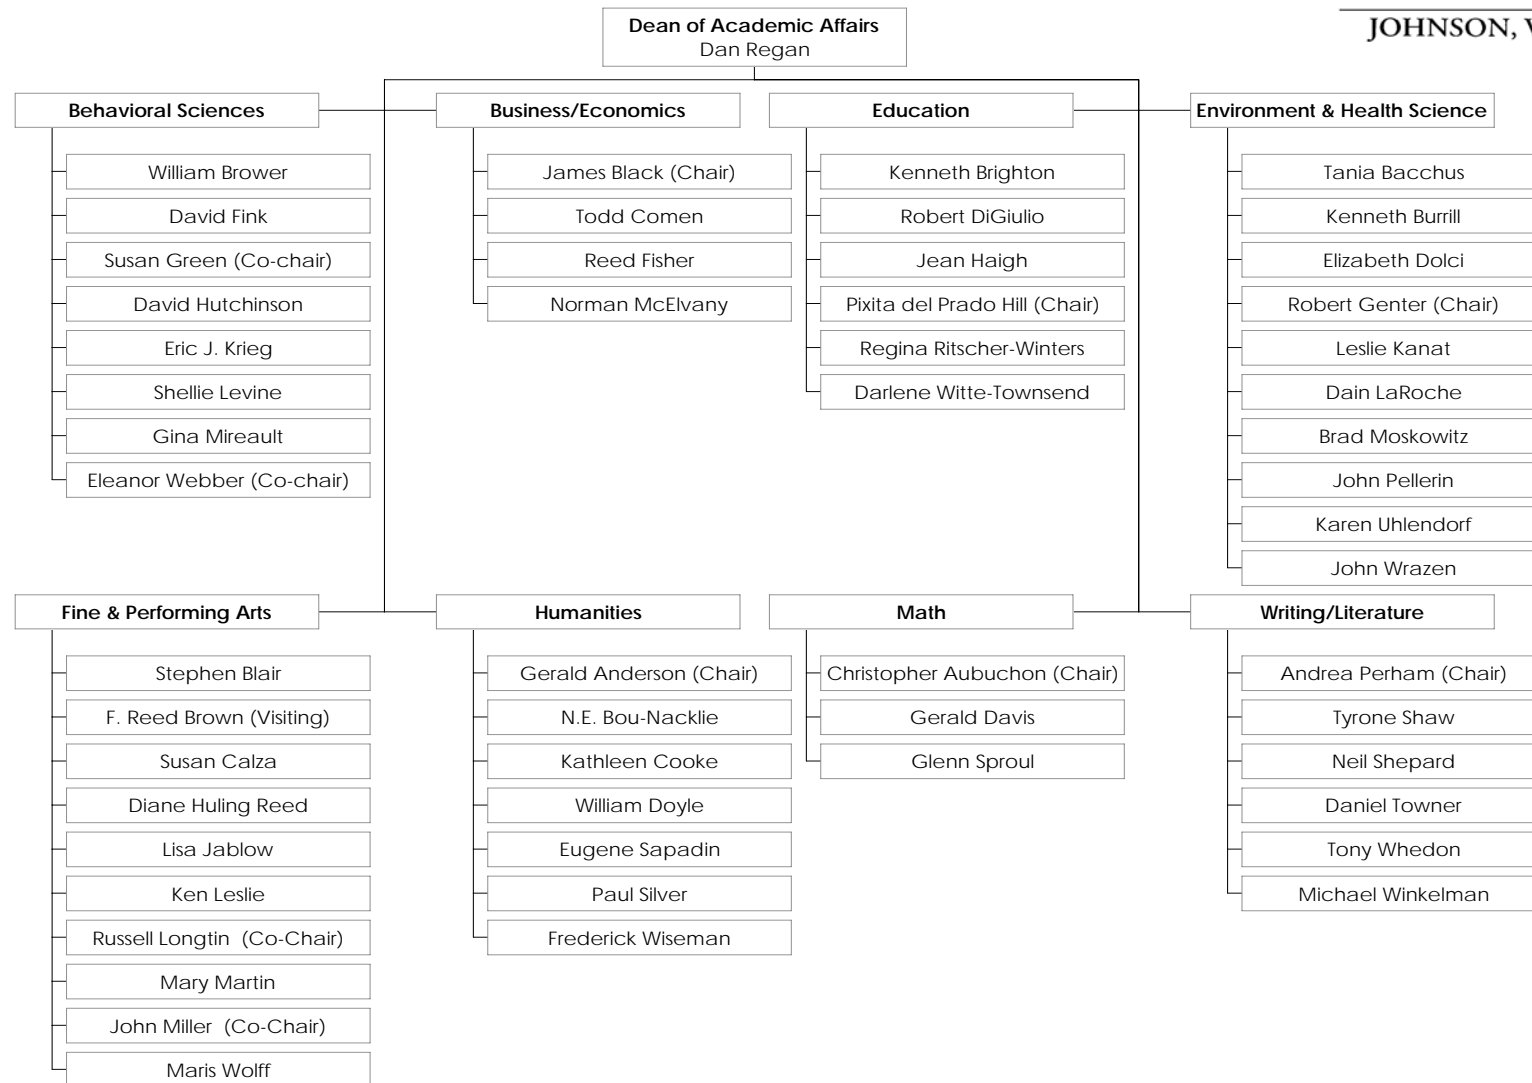 Dean of Academic Affairs
Dan Regan
JOHNSON,
Behavioral Sciences
William Brower
David Fink
Susan Green (Co-chair)
David Hutchinson
Eric J. Krieg
Shellie Levine
Gina Mireault
Eleanor Webber (Co-chair)
Business/Economics
James Black (Chair)
Todd Comen
Reed Fisher
Norman McElvany
Education
Kenneth Brighton
Robert DiGiulio
Jean Haigh
Pixita del Prado Hill (Chair)
Regina Ritscher-Winters
Darlene Witte-Townsend
Environment & Health Science
Tania Bacchus
Kenneth Burrill
Elizabeth Dolci
Robert Genter (Chair)
Leslie Kanat
Dain LaRoche
Brad Moskowitz
John Pellerin
Karen Uhlendorf
John Wrazen
Fine & Performing Arts
Stephen Blair
F. Reed Brown (Visiting)
Susan Calza
Diane Huling Reed
Lisa Jablow
Ken Leslie
Russell Longtin (Co-Chair)
Mary Martin
John Miller (Co-Chair)
Maris Wolff
Humanities
Gerald Anderson (Chair)
N.E. Bou-Nacklie
Kathleen Cooke
William Doyle
Eugene Sapadin
Paul Silver
Frederick Wiseman
Math
Christopher Aubuchon (Chair)
Gerald Davis
Glenn Sproul
Writing/Literature
Andrea Perham (Chair)
Tyrone Shaw
Neil Shepard
Daniel Towner
Tony Whedon
Michael Winkelman